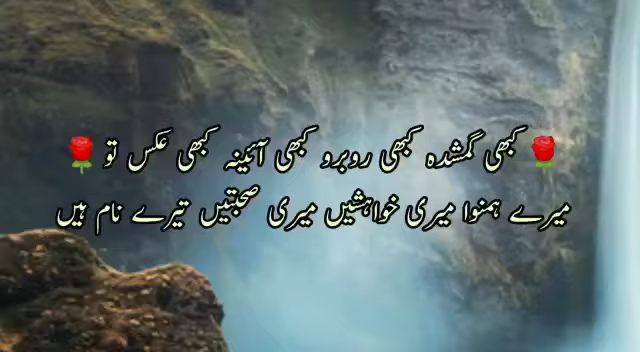 🌹کبھی گمشدہ کبھی روبرو کبھی آئینہ کبھی عکس تو🌹
میرے ہمنوا میری خواہشیں میری صحبتیں تیرے نام ہیں